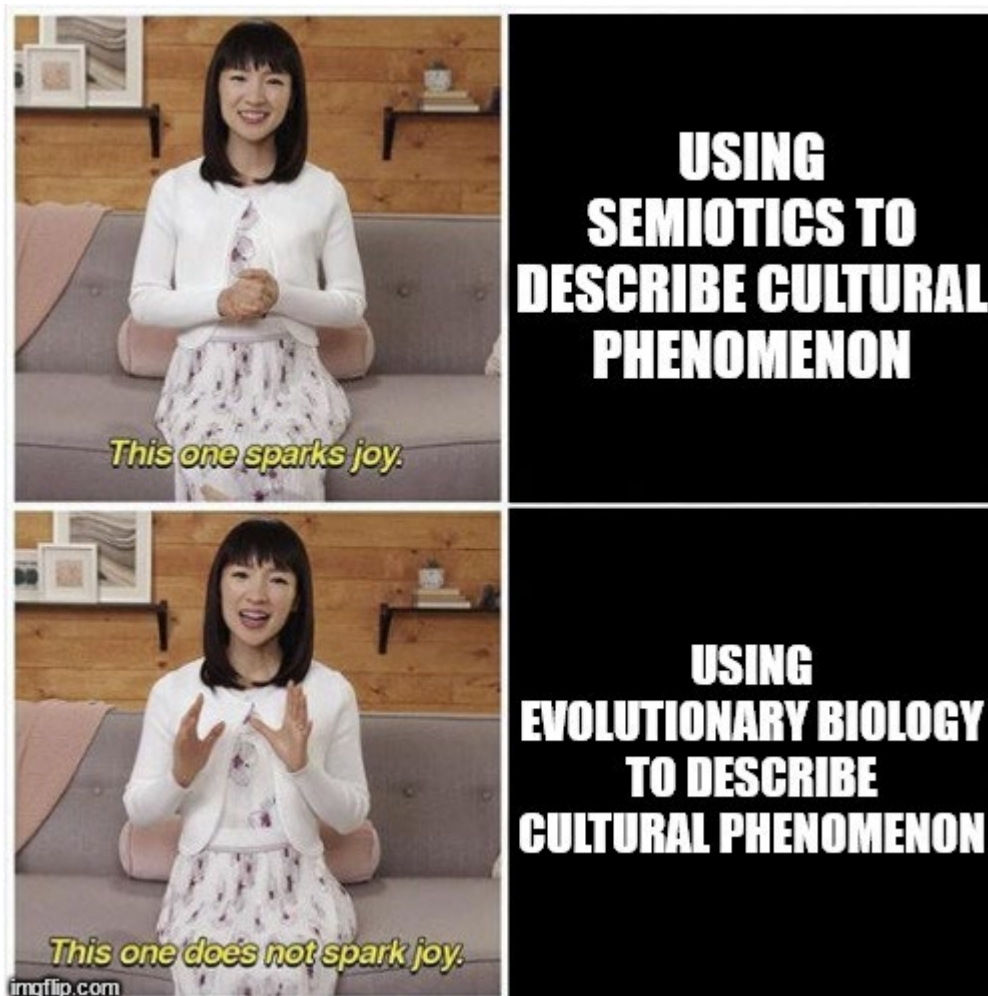 USING
SEMIOTICS TO
DESCRIBE CULTURAL
PHENOMENON
This one sparks joy.
USING
EVOLUTIONARY BIOLOGY
TO DESCRIBE
CULTURAL PHENOMENON
This one does not spark joy.
imgflip.com